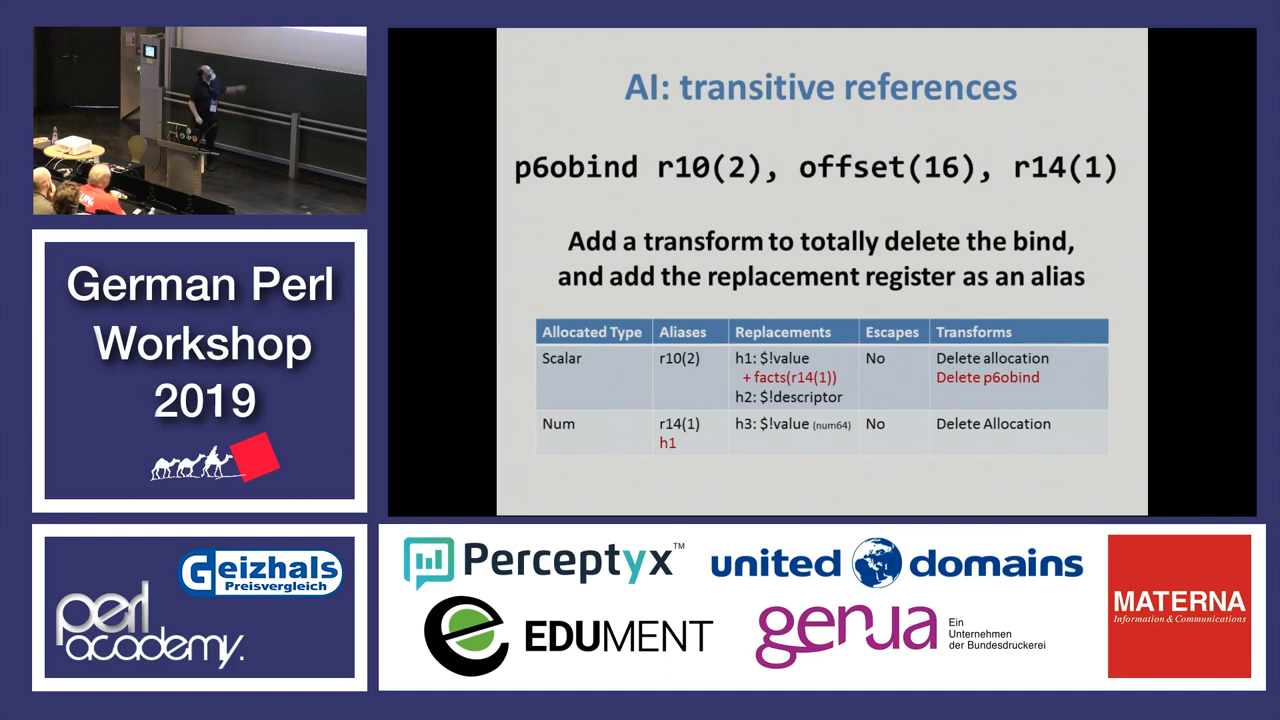 AI: transitive references
p6obind r10(2), offset(16), r14(1)
Add a transform to totally delete the bind,
and add the replacement register as an alias
Allocated Type Aliases Replacements Escapes Transforms
Scalar r10(2) h1: $!value No Delete allocation
+ facts(r14(1)) Delete p6obind
h2: $!descriptor
Num r14(1) h3: $!value (num64) No Delete Allocation
h1
German Perl
Workshop
2019
Geizhals
Preisvergleich
perl
academy.
Perceptyx™
united domains
EDUMENT
genua
Ein
Unternehmen
der Bundesdruckerei
MATERNA
Information & Communications